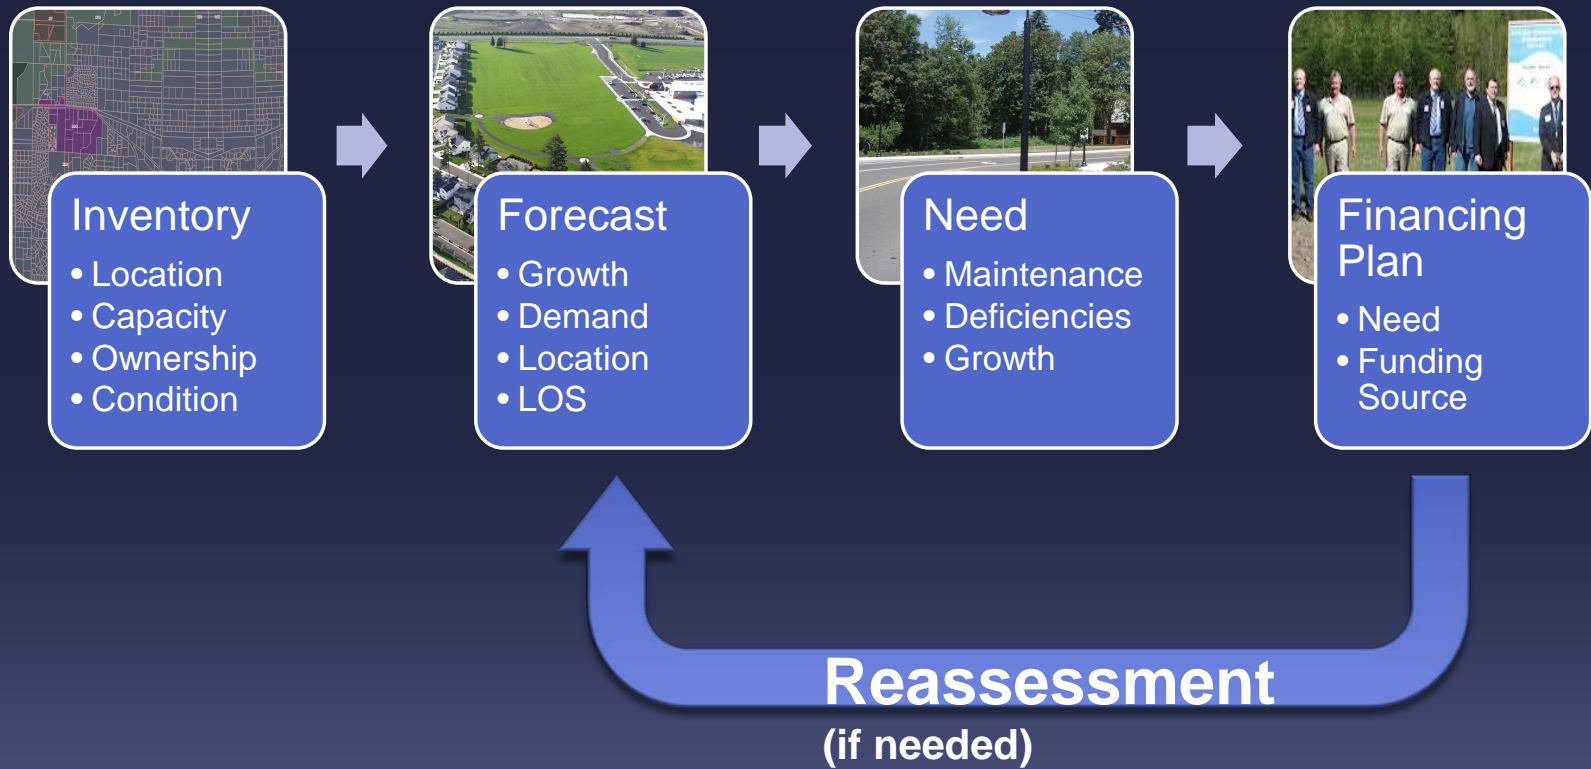 Inventory
• Location
• Capacity
• Ownership
• Condition
Forecast
• Growth
• Demand
• Location
• LOS
Need
• Maintenance
• Deficiencies
• Growth
Financing
Plan
• Need
• Funding
Source
Reassessment
(if needed)